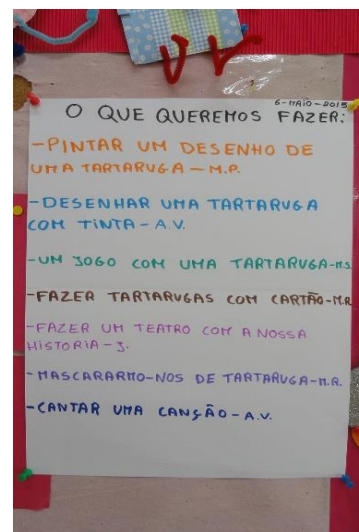 6-MAIO-2015
O QUE QUEREMOS FAZER:
-PINTAR UM DESENHO DE
UMA TARTARUGA - M.P.
-DESENHAR UMA TARTARUGA
COM TINTA - A.V.
-UM JOGO COM UMA TARTARUGA-M.S.
-FAZER TARTARUGAS COM CARTÃO-M.R
-FAZER UM TEATRO COM A NOSSA
HISTORIA - J.
-MASCARARMO-NOS DE TARTARUGA-M.R.
-CANTAR UMA CANÇÃO - A.V.